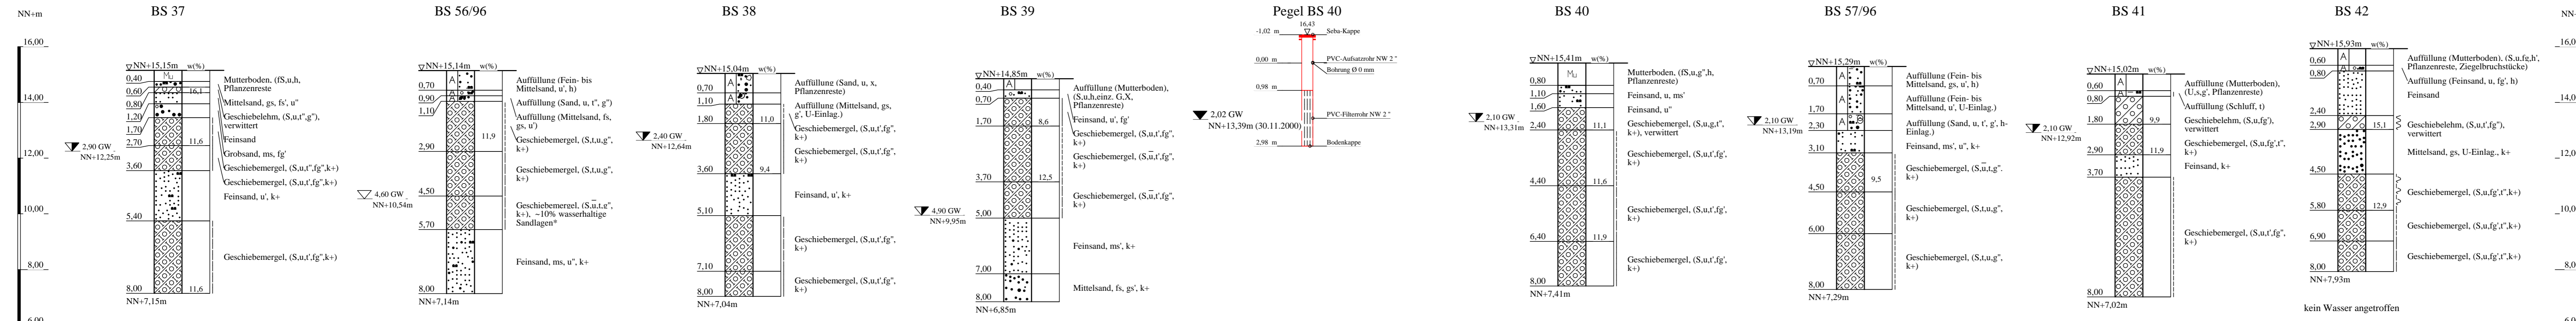 NN+m
16,00
14,00
12,00
10,00
8,00
6,00
BS 37
NN+15,15m w(%)
Mu
0,40
0,60
0,80
1,20
1,70
2,70
3,60
5,40
8,00
16,1
11,6
11,6
2,90 GW
NN+12,25m
Mutterboden, (fS,u,h,
Pflanzenreste
Mittelsand, gs, fs', u"
Geschiebelehm, (S,u,t",g"),
verwittert
Feinsand
Grobsand, ms, fg'
Geschiebemergel, (S,u,t",fg",k+)
Geschiebemergel, (S,u,t',fg",k+)
Feinsand, u', k+
Geschiebemergel, (S,u,t',fg",k+)
NN+7,15m
BS 56/96
NN+15,14m w(%)
A
A
0,70
0,90
1,10
2,90
4,50
5,70
8,00
11,9
4,60 GW
NN+10,54m
Auffüllung (Fein- bis
Mittelsand, u', h)
Auffüllung (Sand, u, t", g")
Auffüllung (Mittelsand, fs,
gs, u')
Geschiebemergel, (S,t,u,g",
k+)
Geschiebemergel, (S,t,u,g",
k+)
Geschiebemergel, (S,u̅,t,g",
k+), ~10% wasserhaltige
Sandlagen*
Feinsand, ms, u", k+
NN+7,14m
BS 38
NN+15,04m w(%)
A
A
0,70
1,10
1,80
3,60
5,10
7,10
8,00
11,0
9,4
2,40 GW
NN+12,64m
Auffüllung (Sand, u, x,
Pflanzenreste)
Auffüllung (Mittelsand, gs,
g', U-Einlag.)
Geschiebemergel, (S,u,t',fg",
k+)
Geschiebemergel, (S,u,t',fg",
k+)
Feinsand, u', k+
Geschiebemergel, (S,u,t',fg",
k+)
Geschiebemergel, (S,u,t',fg",
k+)
NN+7,04m
BS 39
NN+14,85m w(%)
A
0,40
0,70
1,70
3,70
5,00
7,00
8,00
8,6
12,5
4,90 GW
NN+9,95m
Auffüllung (Mutterboden),
(S,u,h,einz. G,X,
Pflanzenreste)
Feinsand, u', fg'
Geschiebemergel, (S,u,t',fg",
k+)
Geschiebemergel, (S,u̅,t',fg",
k+)
Geschiebemergel, (S,u̅,t',fg",
k+)
Feinsand, ms', k+
Mittelsand, fs, gs', k+
NN+6,85m
Pegel BS 40
16,43
-1,02 m
Seba-Kappe
0,00 m
PVC-Aufsatzrohr NW 2 "
Bohrung Ø 0 mm
0,98 m
2,02 GW
NN+13,39m (30.11.2000)
PVC-Filterrohr NW 2 "
2,98 m
Bodenkappe
BS 40
NN+15,41m w(%)
Mu
0,80
1,10
1,60
2,40
4,40
6,40
8,00
11,1
11,6
11,9
2,10 GW
NN+13,31m
Mutterboden, (fS,u,g",h,
Pflanzenreste)
Feinsand, u, ms'
Feinsand, u"
Geschiebemergel, (S,u,g,t",
k+), verwittert
Geschiebemergel, (S,u,t',fg',
k+)
Geschiebemergel, (S,u,t',fg',
k+)
Geschiebemergel, (S,u,t',fg',
k+)
NN+7,41m
BS 57/96
NN+15,29m w(%)
A
A
A
0,70
1,70
2,30
3,10
4,50
6,00
8,00
9,5
2,10 GW
NN+13,19m
Auffüllung (Fein- bis
Mittelsand, gs, u', h)
Auffüllung (Fein- bis
Mittelsand, u', U-Einlag.)
Auffüllung (Sand, u, t', g', h-
Einlag.)
Feinsand, ms', u", k+
Geschiebemergel, (S,u̅,t,g",
k+)
Geschiebemergel, (S,t,u,g",
k+)
Geschiebemergel, (S,t,u,g",
k+)
NN+7,29m
BS 41
NN+15,02m w(%)
A
A
0,60
0,80
1,80
2,90
3,70
8,00
9,9
11,9
2,10 GW
NN+12,92m
Auffüllung (Mutterboden),
(U,s,g', Pflanzenreste)
Auffüllung (Schluff, t)
Geschiebelehm, (S,u,fg'),
verwittert
Geschiebemergel, (S,u,fg',t",
k+)
Feinsand, k+
Geschiebemergel, (S,u,t',fg",
k+)
NN+7,02m
BS 42
NN+15,93m w(%)
A
A
0,60
0,80
2,40
2,90
4,50
5,80
6,90
8,00
15,1
12,9
Auffüllung (Mutterboden), (S,u,fg,h',
Pflanzenreste, Ziegelbruchstücke)
Auffüllung (Feinsand, u, fg', h)
Feinsand
Geschiebelehm, (S,u,t',fg"),
verwittert
Mittelsand, gs, U-Einlag., k+
Geschiebemergel, (S,u,fg',t",k+)
Geschiebemergel, (S,u,fg',t",k+)
Geschiebemergel, (S,u,fg',t",k+)
NN+7,93m
kein Wasser angetroffen